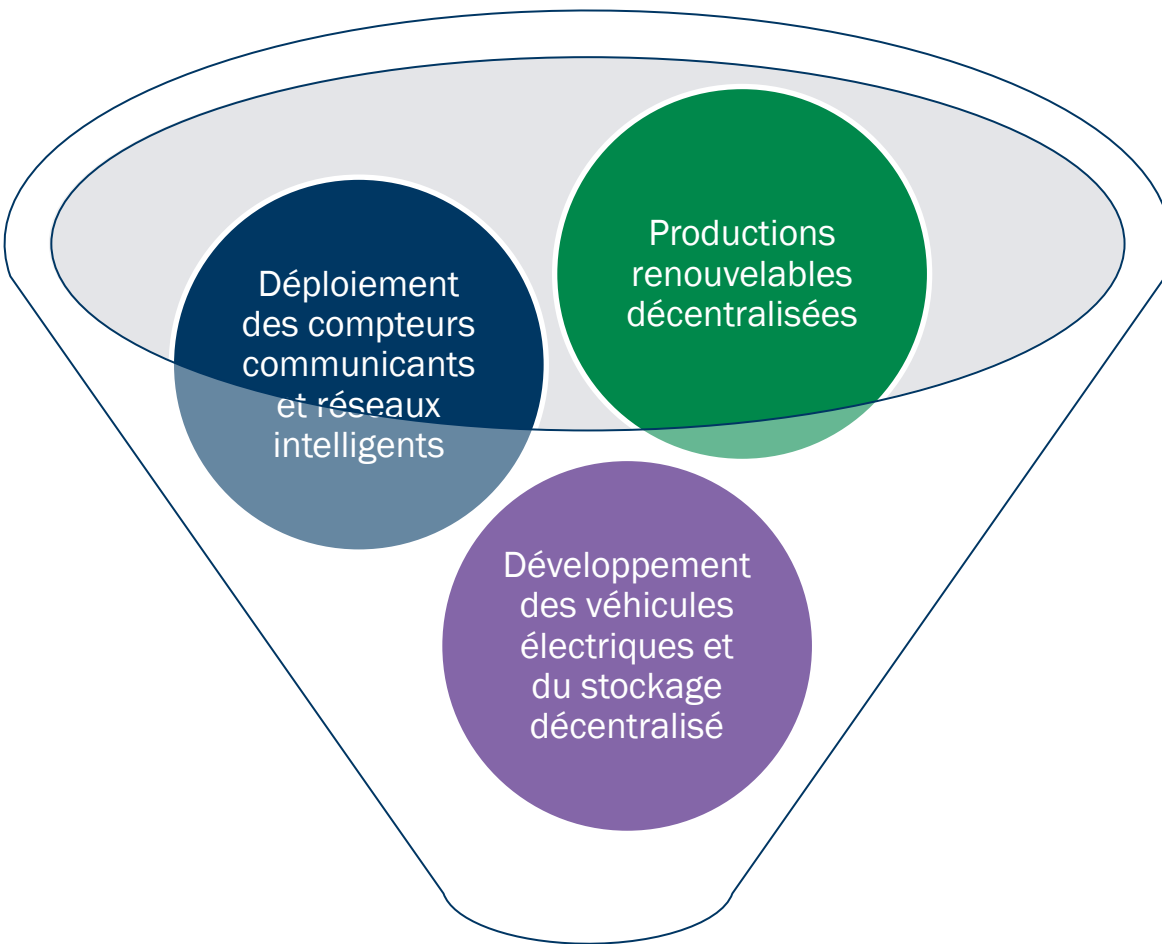 Productions
renouvelables
décentralisées
Déploiement
des compteurs
communicants
et réseaux
intelligents
Développement
des véhicules
électriques et
du stockage
décentralisé